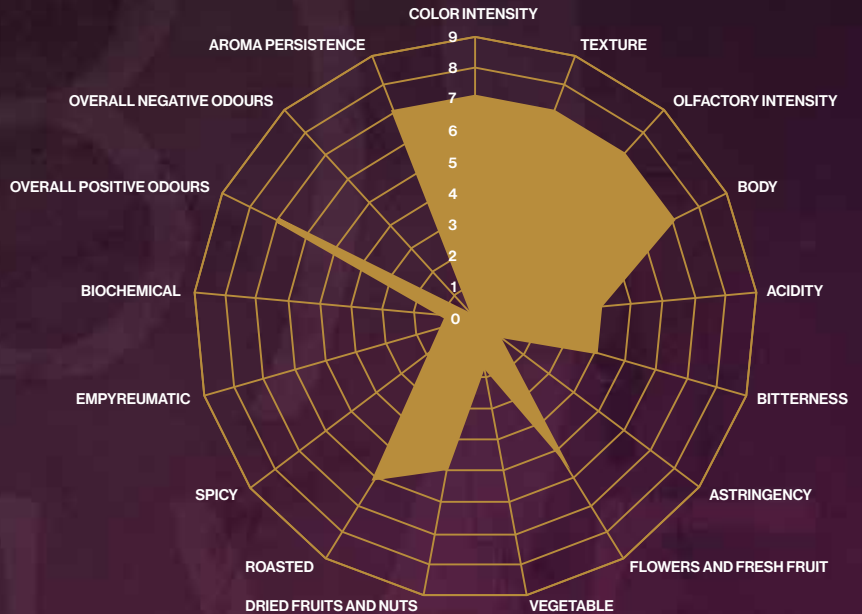 COLOR INTENSITY
TEXTURE
OLFACTORY INTENSITY
BODY
ACIDITY
BITTERNESS
ASTRINGENCY
FLOWERS AND FRESH FRUIT
VEGETABLE
DRIED FRUITS AND NUTS
ROASTED
SPICY
EMPYREUMATIC
BIOCHEMICAL
OVERALL POSITIVE ODOURS
OVERALL NEGATIVE ODOURS
AROMA PERSISTENCE
9
8
7
6
5
4
3
2
1
0